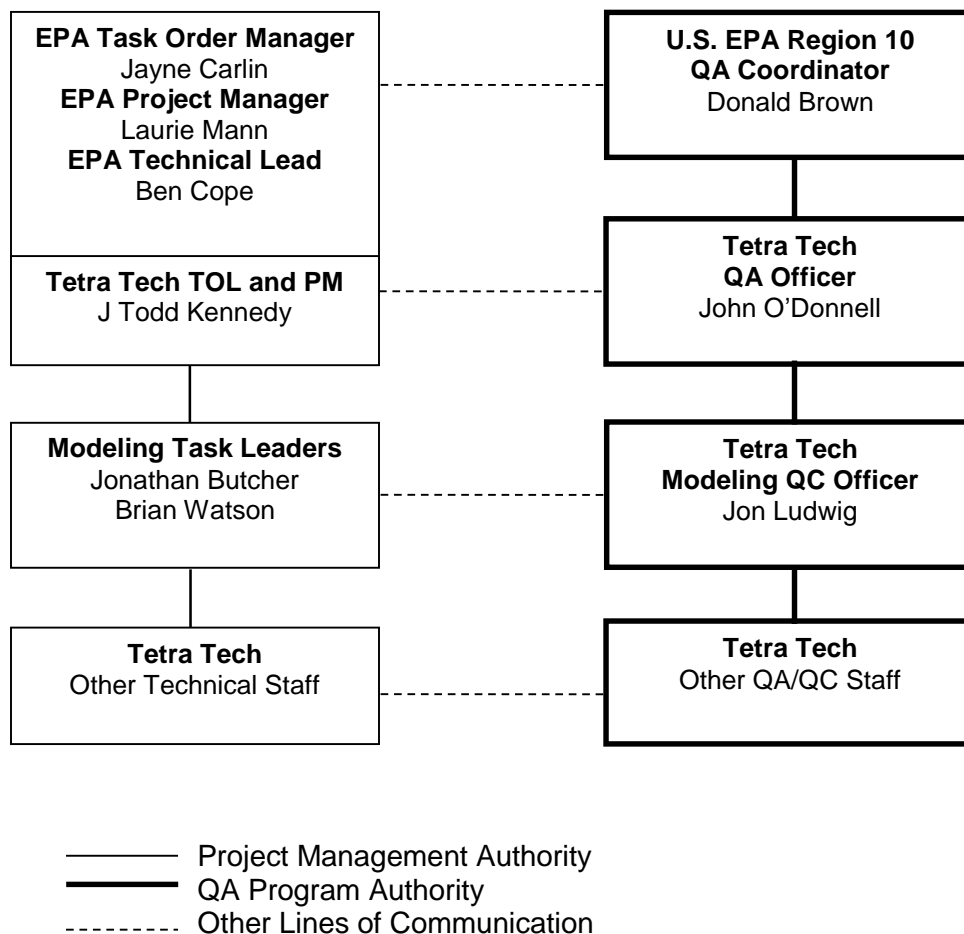 EPA Task Order Manager
Jayne Carlin
EPA Project Manager
Laurie Mann
EPA Technical Lead
Ben Cope
U.S. EPA Region 10
QA Coordinator
Donald Brown
Tetra Tech TOL and PM
J Todd Kennedy
Tetra Tech
QA Officer
John O’Donnell
Modeling Task Leaders
Jonathan Butcher
Brian Watson
Tetra Tech
Modeling QC Officer
Jon Ludwig
Tetra Tech
Other Technical Staff
Tetra Tech
Other QA/QC Staff
Project Management Authority
QA Program Authority
Other Lines of Communication